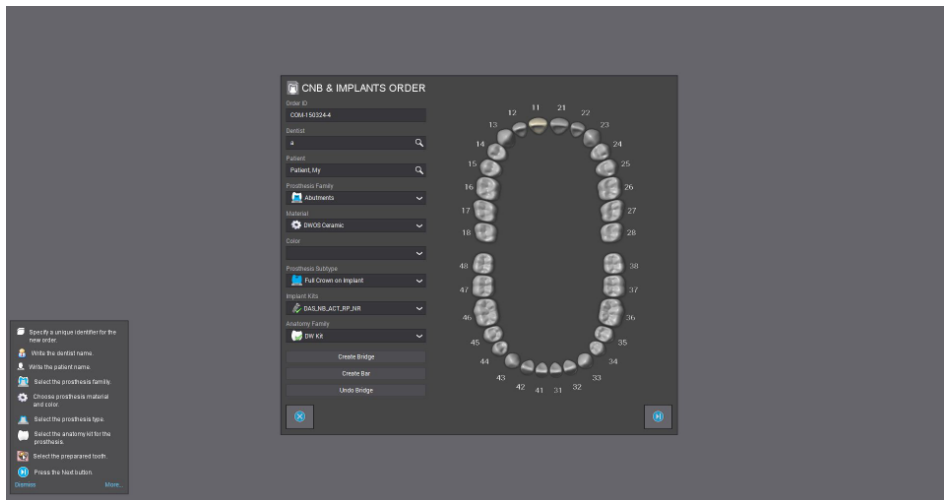 CNB & IMPLANTS ORDER
Order ID
COM-150324-4
Dentist
a
Patient
Patient, My
Prosthesis Family
Abutments
Material
DWOS Ceramic
Color
Prosthesis Subtype
Full Crown on Implant
Implant Kits
DAS_NB_ACT_RP_NR
Anatomy Family
DW Kit
Create Bridge
Create Bar
Undo Bridge
11 21
12 22
13 23
14 24
15 25
16 26
17 27
18 28
48 38
47 37
46 36
45 35
44 34
43 33
42 41 31 32
Specify a unique identifier for the
new order.
Write the dentist name.
Write the patient name.
Select the prosthesis family.
Choose prosthesis material
and color.
Select the prosthesis type.
Select the anatomy kit for the
prosthesis.
Select the preparared tooth.
Press the Next button.
Dismiss More...